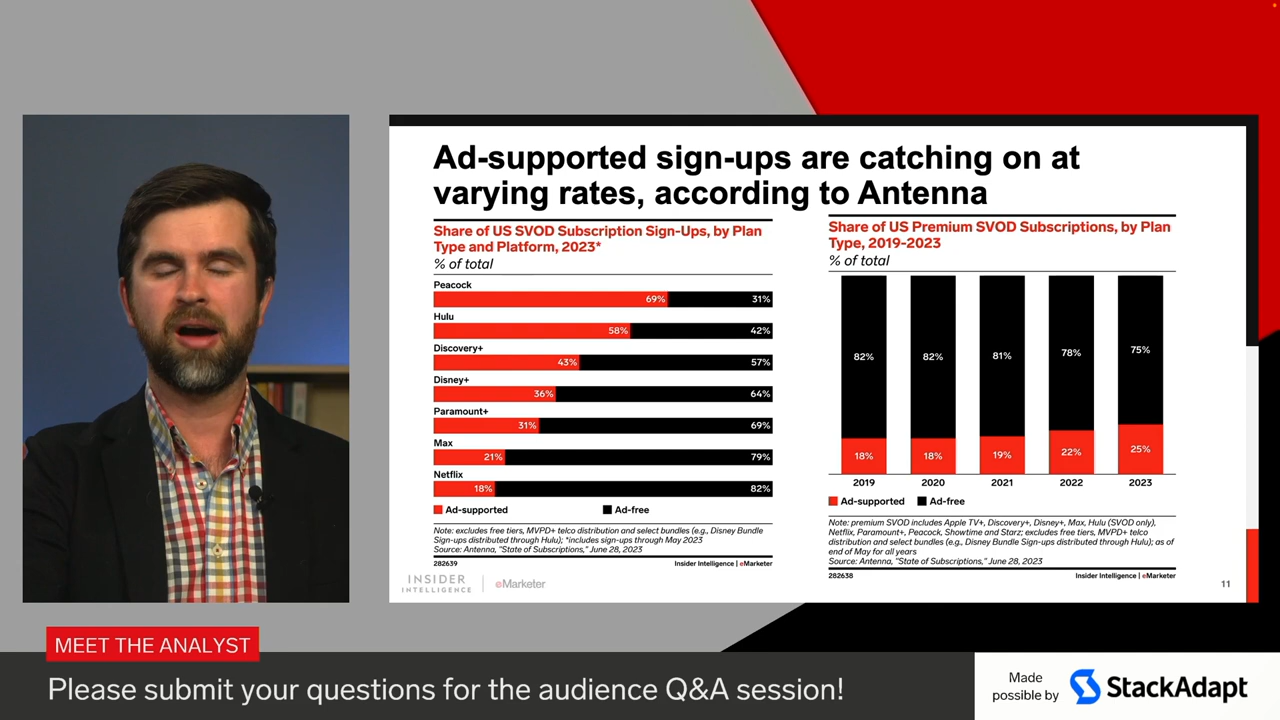 Ad-supported sign-ups are catching on at
varying rates, according to Antenna
Share of US SVOD Subscription Sign-Ups, by Plan
Type and Platform, 2023*
% of total
Peacock
69% 31%
Hulu
58% 42%
Discovery+
43% 57%
Disney+
36% 64%
Paramount+
31% 69%
Max
21% 79%
Netflix
18% 82%
Ad-supported Ad-free
Note: excludes free tiers, MVPD+ telco distribution and select bundles (e.g., Disney Bundle
Sign-ups distributed through Hulu); *includes sign-ups through May 2023
Source: Antenna, "State of Subscriptions," June 28, 2023
282639 Insider Intelligence | eMarketer
Share of US Premium SVOD Subscriptions, by Plan
Type, 2019-2023
% of total
82% 82% 81% 78% 75%
18% 18% 19% 22% 25%
2019 2020 2021 2022 2023
Ad-supported Ad-free
Note: premium SVOD includes Apple TV+, Discovery+, Disney+, Max, Hulu (SVOD only),
Netflix, Paramount+, Peacock, Showtime and Starz; excludes free tiers, MVPD+ telco
distribution and select bundles (e.g., Disney Bundle Sign-ups distributed through Hulu); as of
end of May for all years
Source: Antenna, "State of Subscriptions," June 28, 2023
282638 Insider Intelligence | eMarketer
INSIDER
INTELLIGENCE
eMarketer
11
MEET THE ANALYST
Please submit your questions for the audience Q&A session!
Made
possible by
StackAdapt